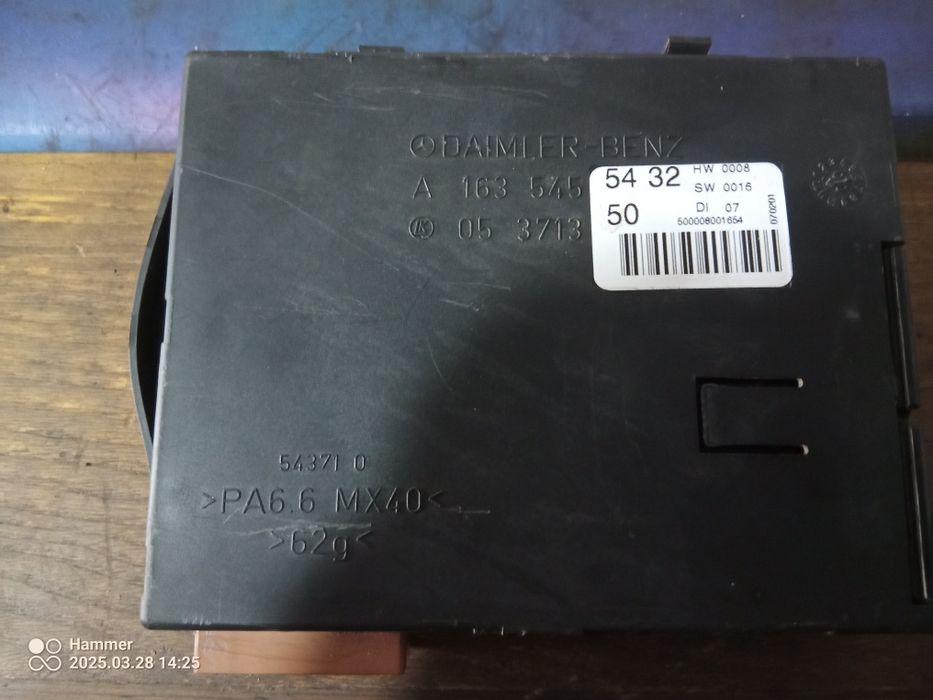 DAIMLER-BENZ
A 163 545 54 32
05 3713 50
HW 0008
SW 0016
DI 07
500008001654
070201
54371 0
>PA6.6 MX40<
>62g<
Hammer
2025.03.28 14:25